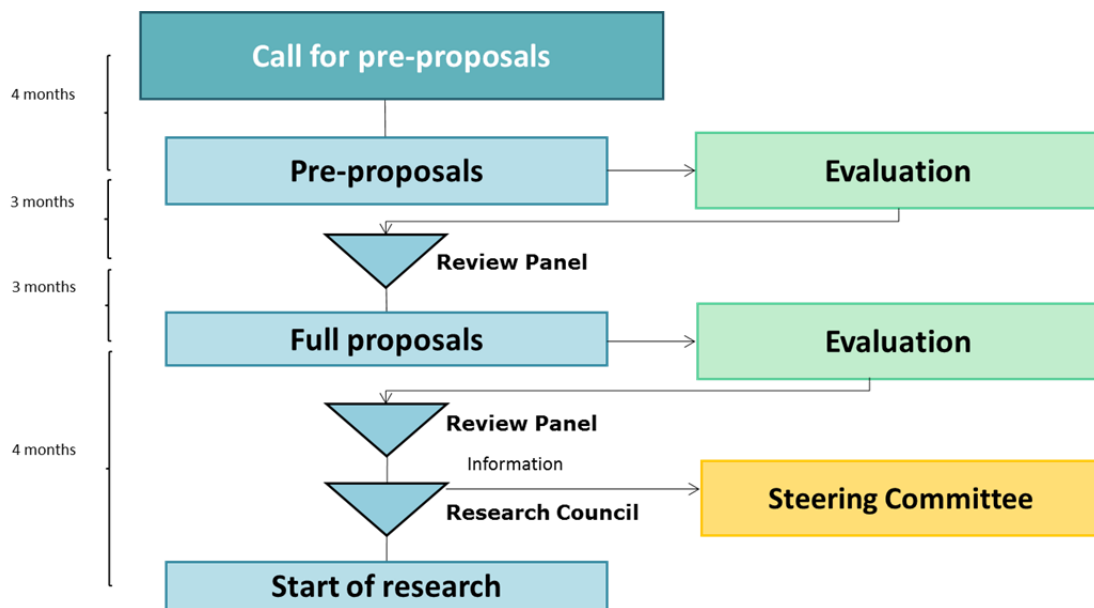 Call for pre-proposals
4 months
Pre-proposals
Evaluation
3 months
Review Panel
3 months
Full proposals
Evaluation
Review Panel
4 months
Information
Steering Committee
Research Council
Start of research